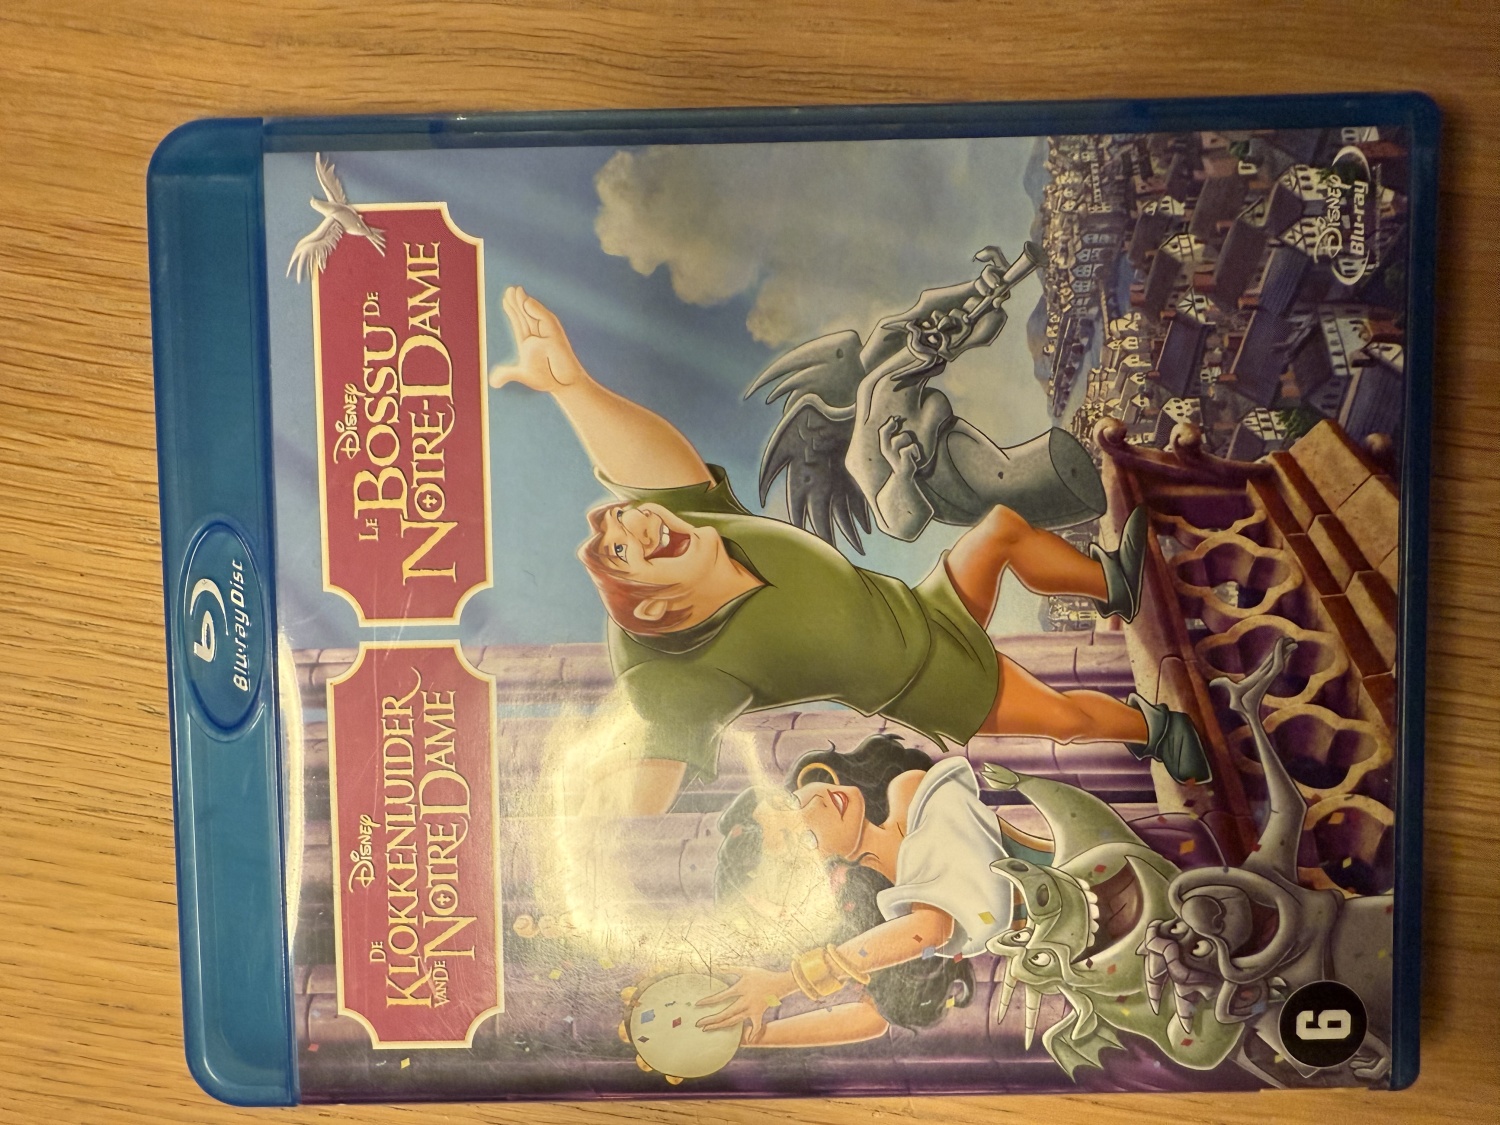 Blu-ray Disc
DISNEY
DE
KLOKKENLUIDER
VAN DE
NOTRE DAME
DISNEY
LE BOSSU DE
NOTRE-DAME
6
DISNEY
Blu-ray